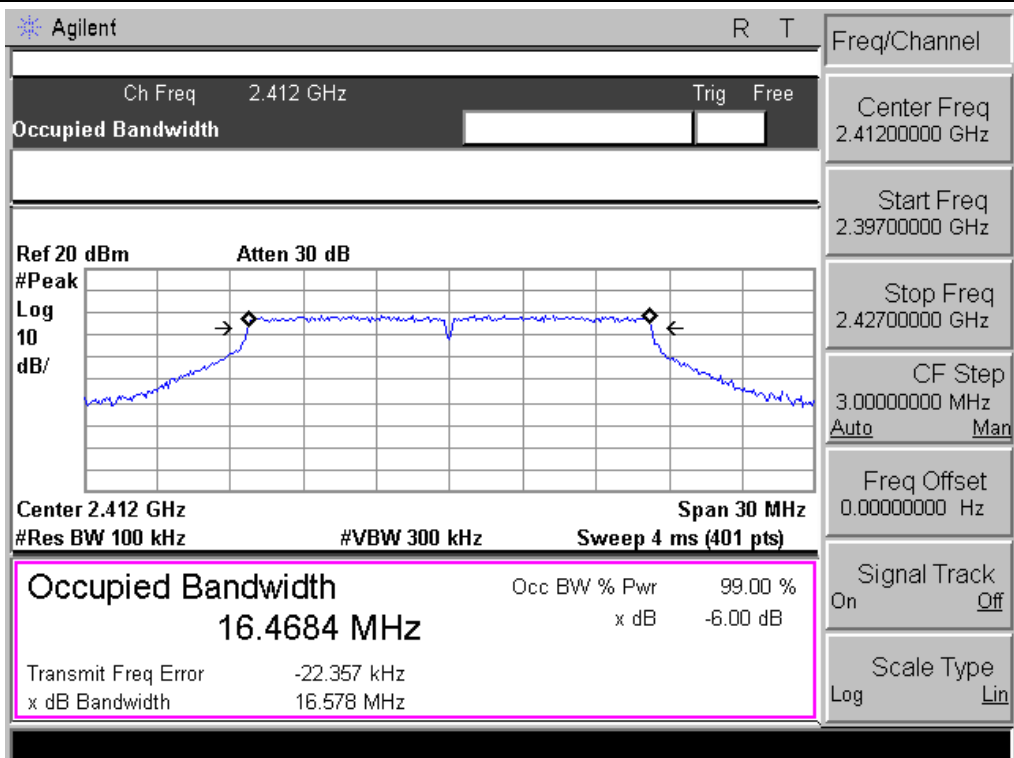 Agilent R T
Ch Freq 2.412 GHz Trig Free
Occupied Bandwidth
Ref 20 dBm Atten 30 dB
#Peak
Log
10
dB/
Center 2.412 GHz Span 30 MHz
#Res BW 100 kHz #VBW 300 kHz Sweep 4 ms (401 pts)
Occupied Bandwidth
16.4684 MHz
Occ BW % Pwr 99.00 %
x dB -6.00 dB
Transmit Freq Error -22.357 kHz
x dB Bandwidth 16.578 MHz
Freq/Channel
Center Freq
2.41200000 GHz
Start Freq
2.39700000 GHz
Stop Freq
2.42700000 GHz
CF Step
3.00000000 MHz
Auto Man
Freq Offset
0.00000000 Hz
Signal Track
On Off
Scale Type
Log Lin